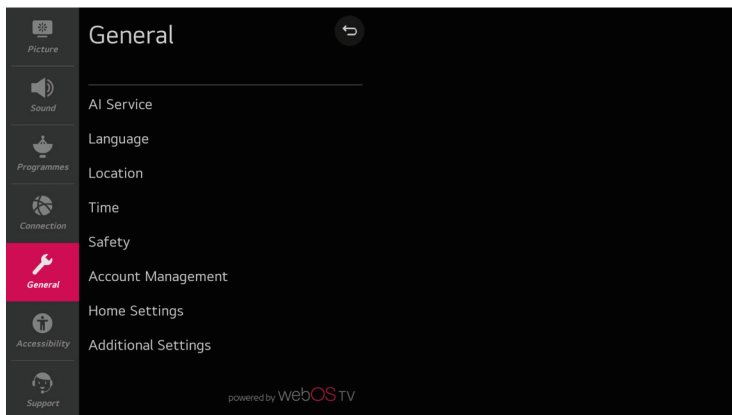 Picture
Sound
Programmes
Connection
General
Accessibility
Support
General
AI Service
Language
Location
Time
Safety
Account Management
Home Settings
Additional Settings
powered by webOS TV